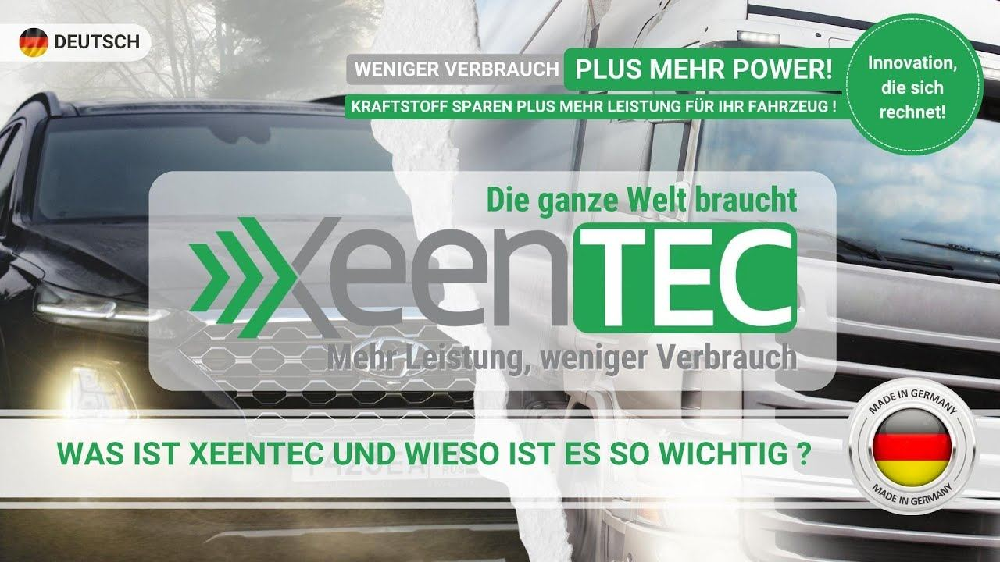 DEUTSCH
WENIGER VERBRAUCH PLUS MEHR POWER!
KRAFTSTOFF SPAREN PLUS MEHR LEISTUNG FÜR IHR FAHRZEUG !
Innovation,
die sich
rechnet!
Die ganze Welt braucht
XeenTEC
Mehr Leistung, weniger Verbrauch
WAS IST XEENTEC UND WIESO IST ES SO WICHTIG ?
MADE IN GERMANY
MADE IN GERMANY